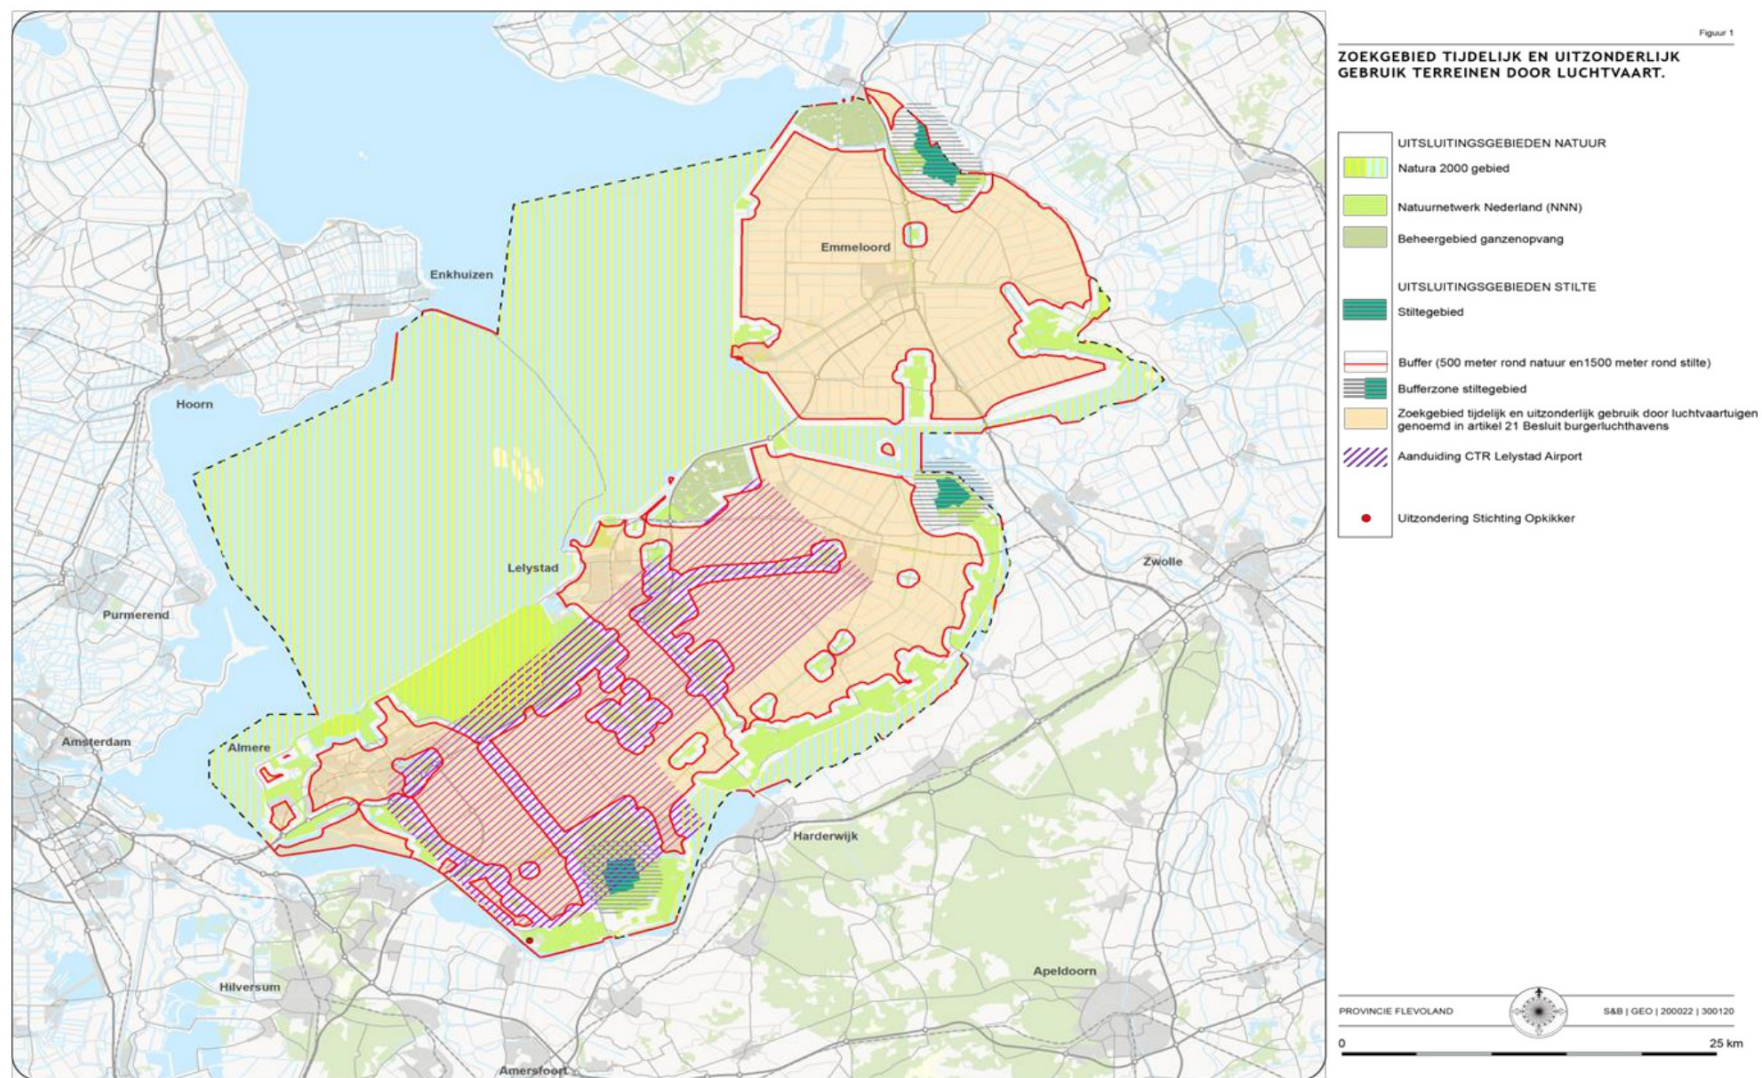 Figuur 1
ZOEKGEBIED TIJDELIJK EN UITZONDERLIJK
GEBRUIK TERREINEN DOOR LUCHTVAART.
UITSLUITINGSGEBIEDEN NATUUR
Natura 2000 gebied
Natuurnetwerk Nederland (NNN)
Beheergebied ganzenopvang
UITSLUITINGSGEBIEDEN STILTE
Stiltegebied
Buffer (500 meter rond natuur en1500 meter rond stilte)
Bufferzone stiltegebied
Zoekgebied tijdelijk en uitzonderlijk gebruik door luchtvaartuigen
genoemd in artikel 21 Besluit burgerluchthavens
Aanduiding CTR Lelystad Airport
Uitzondering Stichting Opkikker
Emmeloord
Enkhuizen
Hoorn
Lelystad
Zwolle
Purmerend
Amsterdam
Almere
Harderwijk
Hilversum
Apeldoorn
Amersfoort
PROVINCIE FLEVOLAND
S&B | GEO | 200022 | 300120
0
25 km